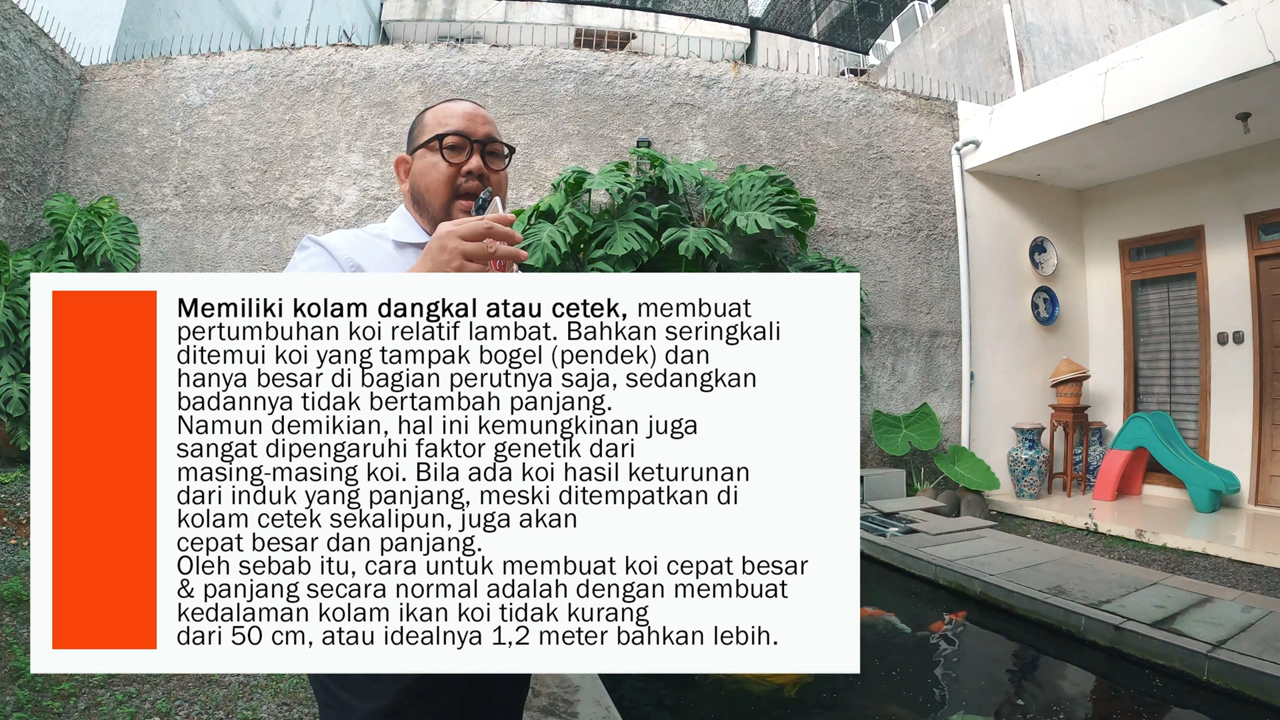 Memiliki kolam dangkal atau cetek, membuat
pertumbuhan koi relatif lambat. Bahkan seringkali
ditemui koi yang tampak bogel (pendek) dan
hanya besar di bagian perutnya saja, sedangkan
badannya tidak bertambah panjang.
Namun demikian, hal ini kemungkinan juga
sangat dipengaruhi faktor genetik dari
masing-masing koi. Bila ada koi hasil keturunan
dari induk yang panjang, meski ditempatkan di
kolam cetek sekalipun, juga akan
cepat besar dan panjang.
Oleh sebab itu, cara untuk membuat koi cepat besar
& panjang secara normal adalah dengan membuat
kedalaman kolam ikan koi tidak kurang
dari 50 cm, atau idealnya 1,2 meter bahkan lebih.